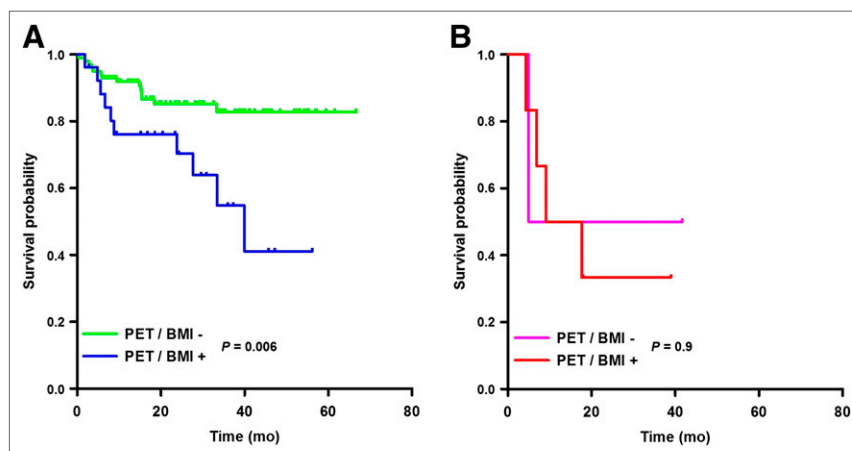 A
1.0
0.8
0.6
0.4
0.2
0.0
Survival probability
PET / BMI -
PET / BMI +
P = 0.006
0 20 40 60 80
Time (mo)
B
1.0
0.8
0.6
0.4
0.2
0.0
Survival probability
PET / BMI -
PET / BMI +
P = 0.9
0 20 40 60 80
Time (mo)